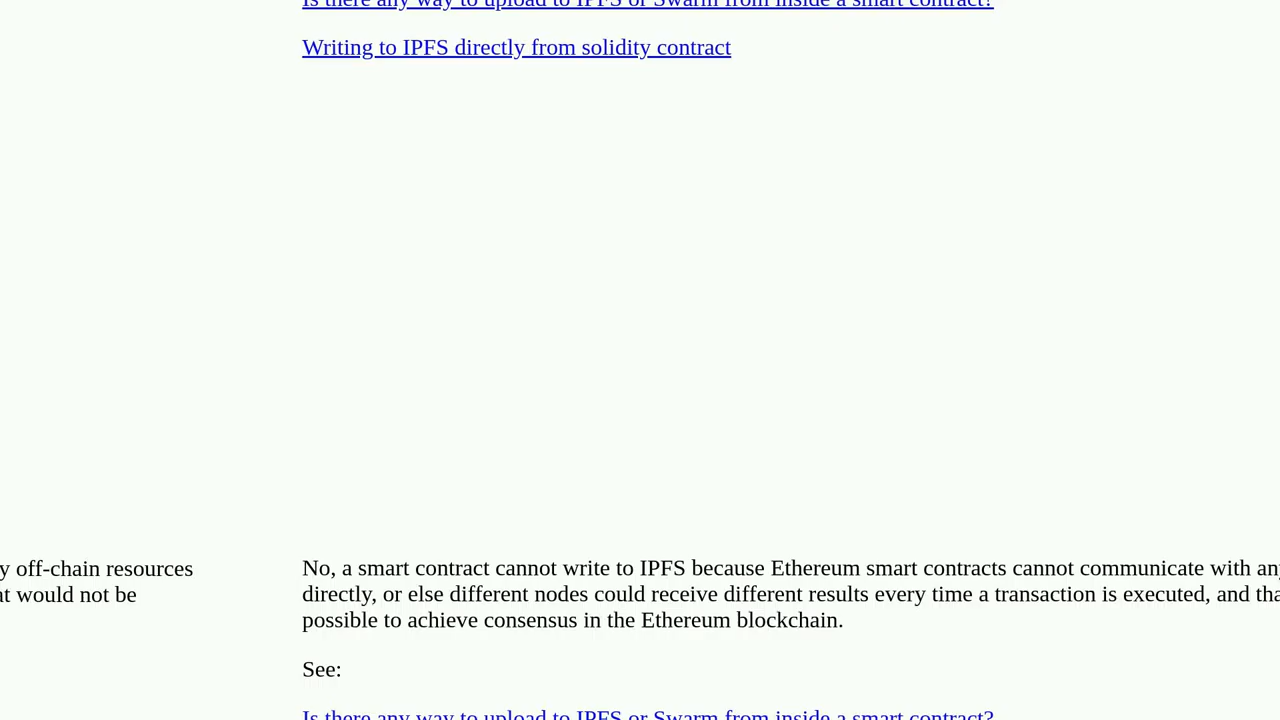 Is there any way to upload to IPFS or Swarm from inside a smart contract?
Writing to IPFS directly from solidity contract
y off-chain resources
at would not be
No, a smart contract cannot write to IPFS because Ethereum smart contracts cannot communicate with any
directly, or else different nodes could receive different results every time a transaction is executed, and tha
possible to achieve consensus in the Ethereum blockchain.
See:
Is there any way to upload to IPFS or Swarm from inside a smart contract?